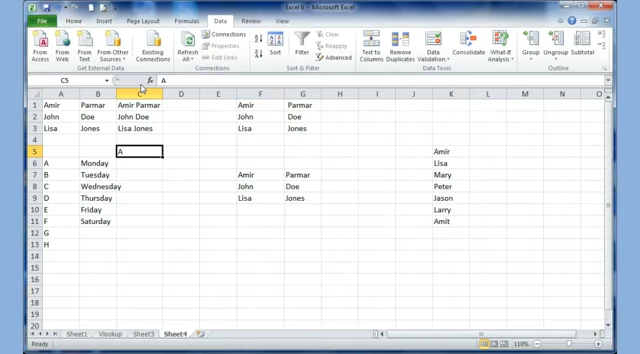 Excel 6 - Microsoft Excel
File Home Insert Page Layout Formulas Data Review View
From Access
From Web
From Text
From Other Sources
Existing Connections
Refresh All
Connections
Properties
Edit Links
Sort
Filter
Clear
Reapply
Advanced
Text to Columns
Remove Duplicates
Data Validation
Consolidate
What-If Analysis
Group
Ungroup
Subtotal
Get External Data Connections Sort & Filter Data Tools Outline
C5 fx A
A B C D E F G H I J K L M N O
1 Amir Parmar Amir Parmar Amir Parmar
2 John Doe John Doe John Doe
3 Lisa Jones Lisa Jones Lisa Jones
4
5 A Amir
6 A Monday Lisa
7 B Tuesday Amir Parmar Mary
8 C Wednesday John Doe Peter
9 D Thursday Lisa Jones Jason
10 E Friday Larry
11 F Saturday Amit
12 G
13 H
14
15
16
17
18
19
20
Sheet1 Vlookup Sheet3 Sheet4
Ready 110%